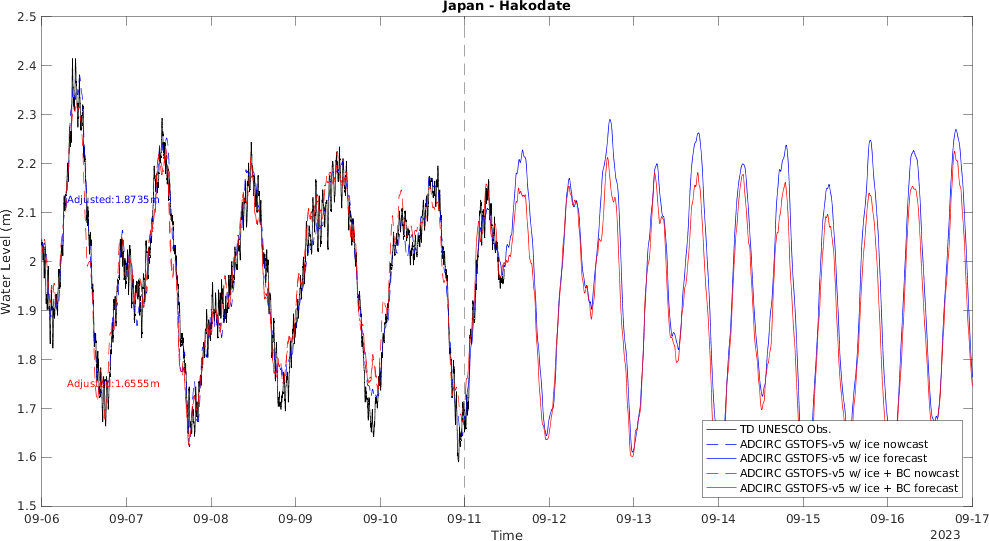 Japan - Hakodate
2.5
2.4
2.3
2.2
2.1
2
1.9
1.8
1.7
1.6
1.5
Water Level (m)
Adjusted:1.8735m
Adjusted:1.6555m
TD UNESCO Obs.
ADCIRC GSTOFS-v5 w/ ice nowcast
ADCIRC GSTOFS-v5 w/ ice forecast
ADCIRC GSTOFS-v5 w/ ice + BC nowcast
ADCIRC GSTOFS-v5 w/ ice + BC forecast
09-06 09-07 09-08 09-09 09-10 09-11 09-12 09-13 09-14 09-15 09-16 09-17
Time
2023